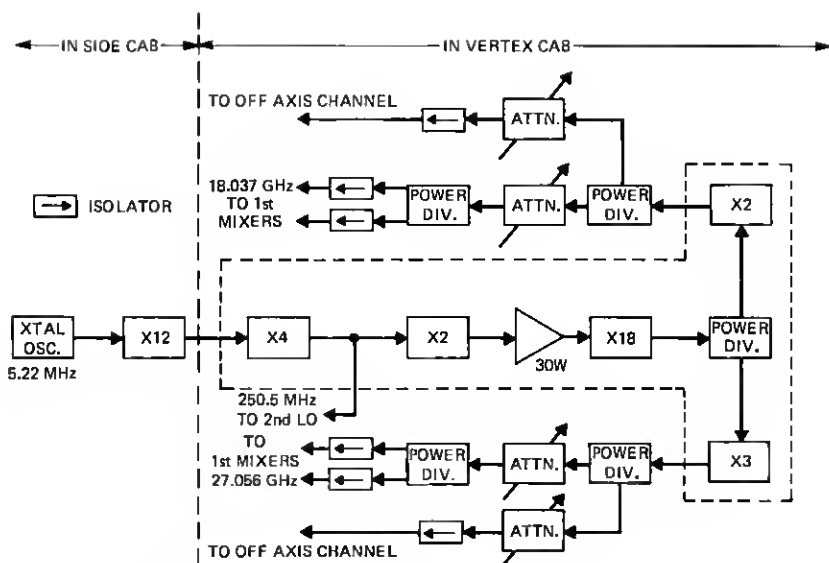 IN SIDE CAB
IN VERTEX CAB
TO OFF AXIS CHANNEL
ATTN.
18.037 GHz
TO 1st
MIXERS
POWER
DIV.
ATTN.
POWER
DIV.
X2
ISOLATOR
XTAL
OSC.
5.22 MHz
X12
X4
X2
30W
X18
POWER
DIV.
250.5 MHz
TO 2nd LO
TO
1st MIXERS
27.056 GHz
POWER
DIV.
ATTN.
POWER
DIV.
X3
ATTN.
TO OFF AXIS CHANNEL